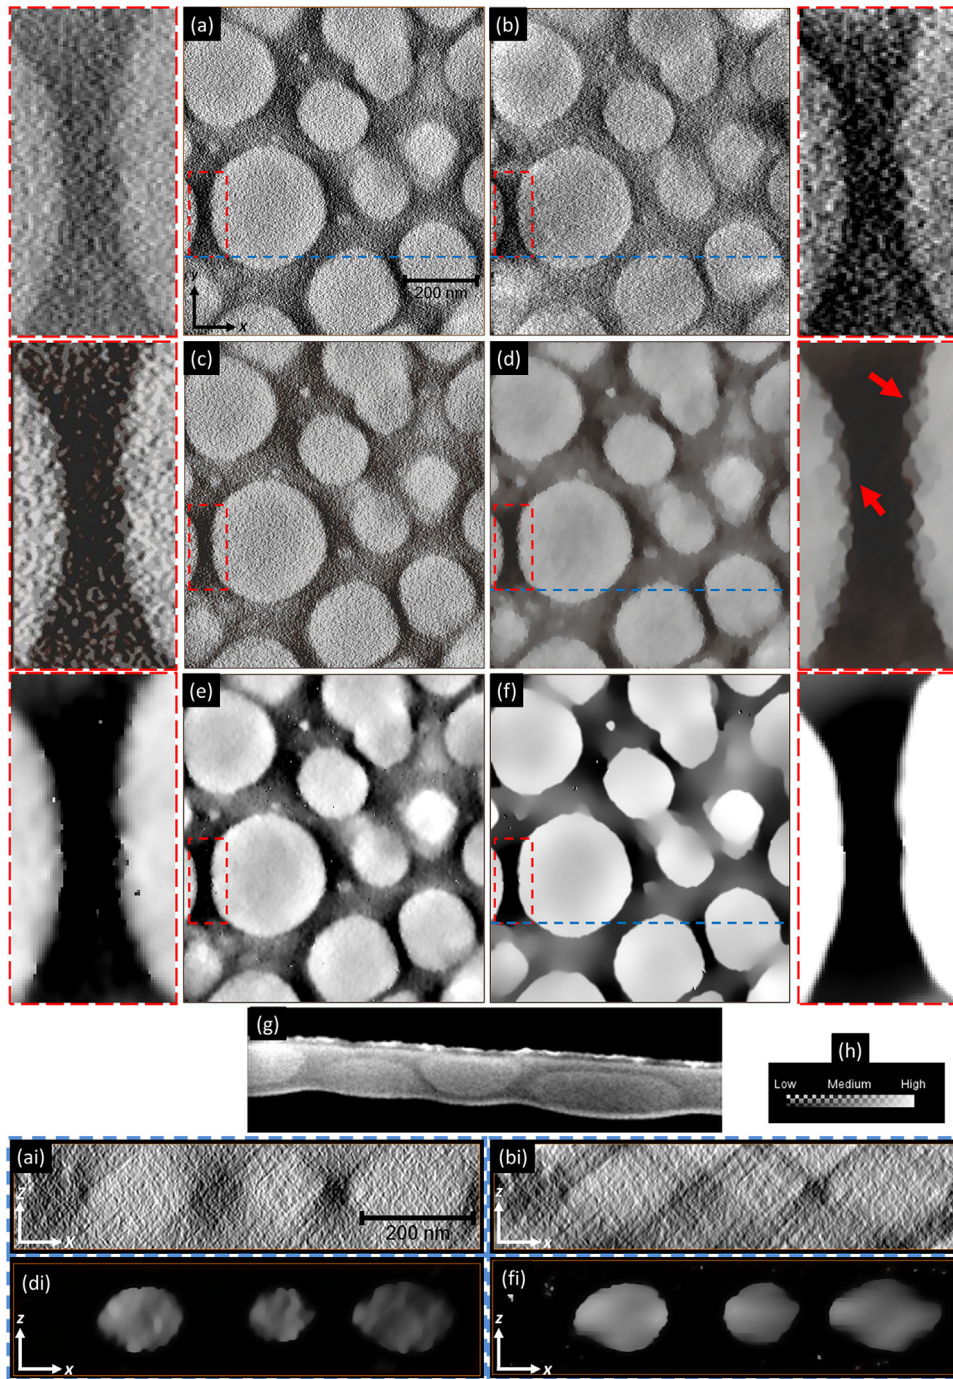 (a)
(b)
y
x
200 nm
(c)
(d)
(e)
(f)
(g)
(h)
Low Medium High
(ai)
(bi)
z
x
200 nm
z
x
(di)
(fi)
z
x
z
x